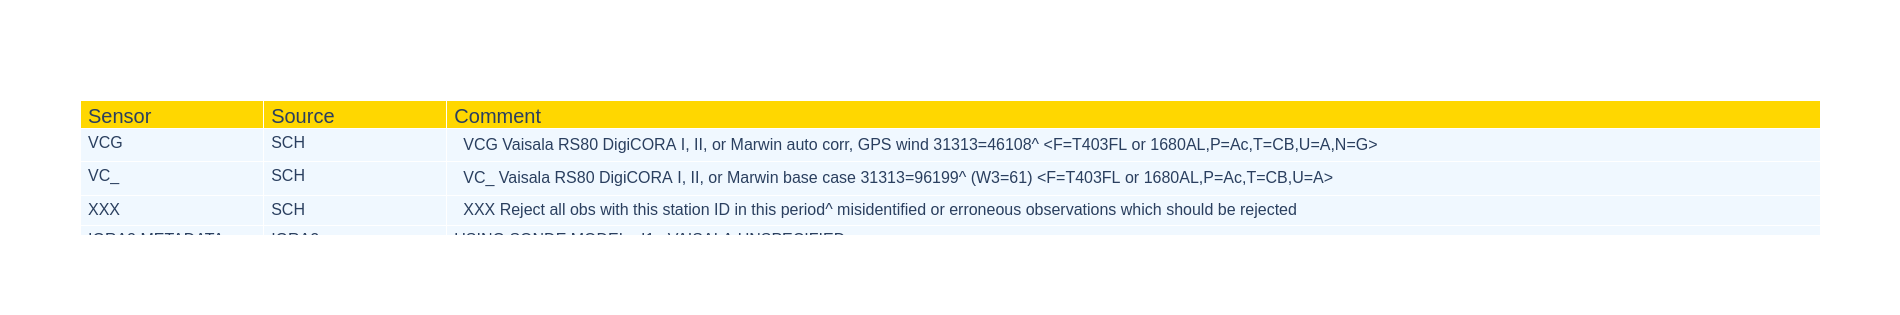 Sensor Source Comment
VCG SCH VCG Vaisala RS80 DigiCORA I, II, or Marwin auto corr, GPS wind 31313=46108^ <F=T403FL or 1680AL,P=Ac,T=CB,U=A,N=G>
VC_ SCH VC_ Vaisala RS80 DigiCORA I, II, or Marwin base case 31313=96199^ (W3=61) <F=T403FL or 1680AL,P=Ac,T=CB,U=A>
XXX SCH XXX Reject all obs with this station ID in this period^ misidentified or erroneous observations which should be rejected